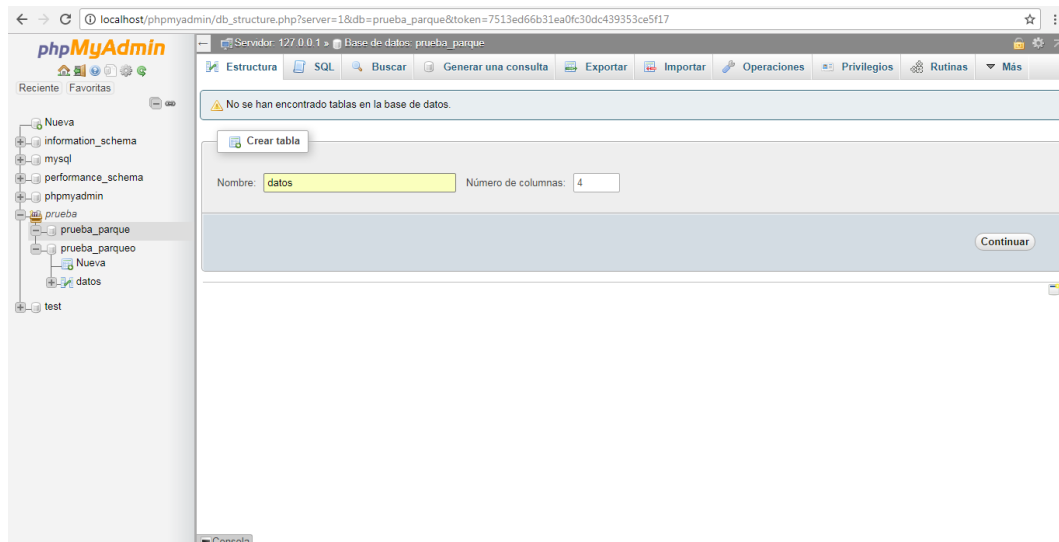 localhost/phpmyadmin/db_structure.php?server=1&db=prueba_parque&token=7513ed66b31ea0fc30dc439353ce5f17
phpMyAdmin
Reciente Favoritas
Nueva
information_schema
mysql
performance_schema
phpmyadmin
prueba
prueba_parque
prueba_parqueo
Nueva
datos
test
Servidor: 127.0.0.1 » Base de datos: prueba_parque
Estructura SQL Buscar Generar una consulta Exportar Importar Operaciones Privilegios Rutinas Más
No se han encontrado tablas en la base de datos.
Crear tabla
Nombre: datos Número de columnas: 4
Continuar
Consola